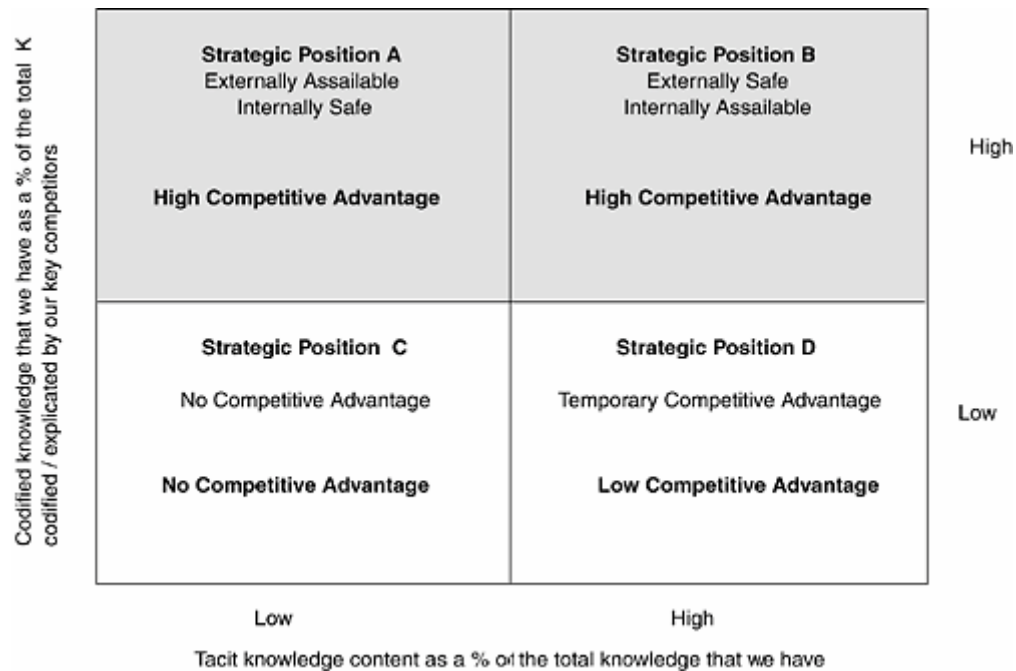 Codified knowledge that we have as a % of the total K
codified / explicated by our key competitors
Strategic Position A
Externally Assailable
Internally Safe
High Competitive Advantage
Strategic Position B
Externally Safe
Internally Assailable
High Competitive Advantage
High
Strategic Position C
No Competitive Advantage
No Competitive Advantage
Strategic Position D
Temporary Competitive Advantage
Low Competitive Advantage
Low
Low
High
Tacit knowledge content as a % of the total knowledge that we have